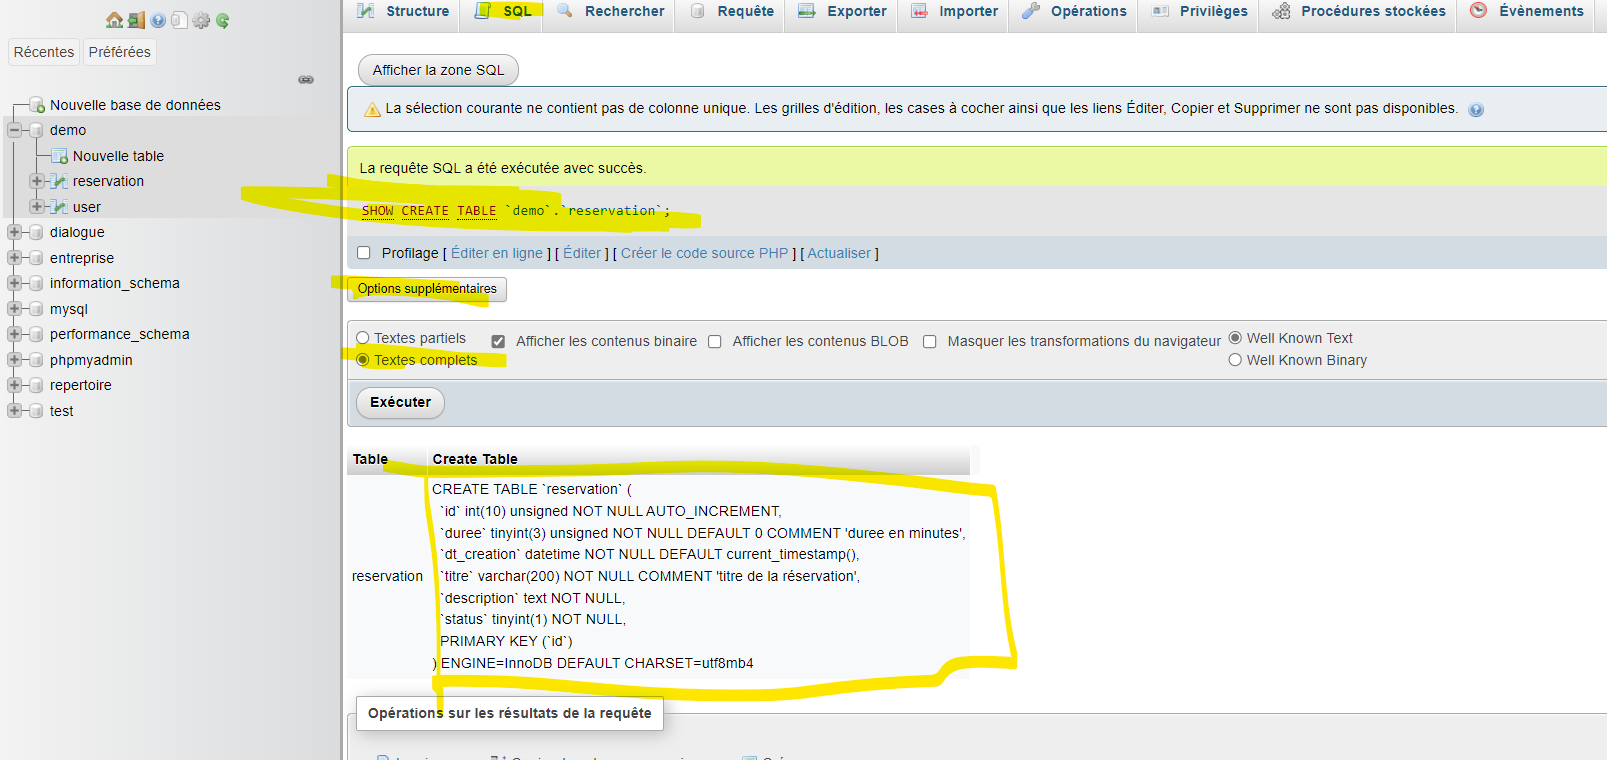 Structure
SQL
Rechercher
Requête
Exporter
Importer
Opérations
Privilèges
Procédures stockées
Évènements
Récentes
Préférées
Nouvelle base de données
demo
Nouvelle table
reservation
user
dialogue
entreprise
information_schema
mysql
performance_schema
phpmyadmin
repertoire
test
Afficher la zone SQL
La sélection courante ne contient pas de colonne unique. Les grilles d'édition, les cases à cocher ainsi que les liens Éditer, Copier et Supprimer ne sont pas disponibles.
La requête SQL a été exécutée avec succès.
SHOW CREATE TABLE `demo`.`reservation`;
Profilage [ Éditer en ligne ] [ Éditer ] [ Créer le code source PHP ] [ Actualiser ]
Options supplémentaires
Textes partiels
Textes complets
Afficher les contenus binaire
Afficher les contenus BLOB
Masquer les transformations du navigateur
Well Known Text
Well Known Binary
Exécuter
Table Create Table
reservation
CREATE TABLE `reservation` (
`id` int(10) unsigned NOT NULL AUTO_INCREMENT,
`duree` tinyint(3) unsigned NOT NULL DEFAULT 0 COMMENT 'duree en minutes',
`dt_creation` datetime NOT NULL DEFAULT current_timestamp(),
`titre` varchar(200) NOT NULL COMMENT 'titre de la réservation',
`description` text NOT NULL,
`status` tinyint(1) NOT NULL,
PRIMARY KEY (`id`)
) ENGINE=InnoDB DEFAULT CHARSET=utf8mb4
Opérations sur les résultats de la requête